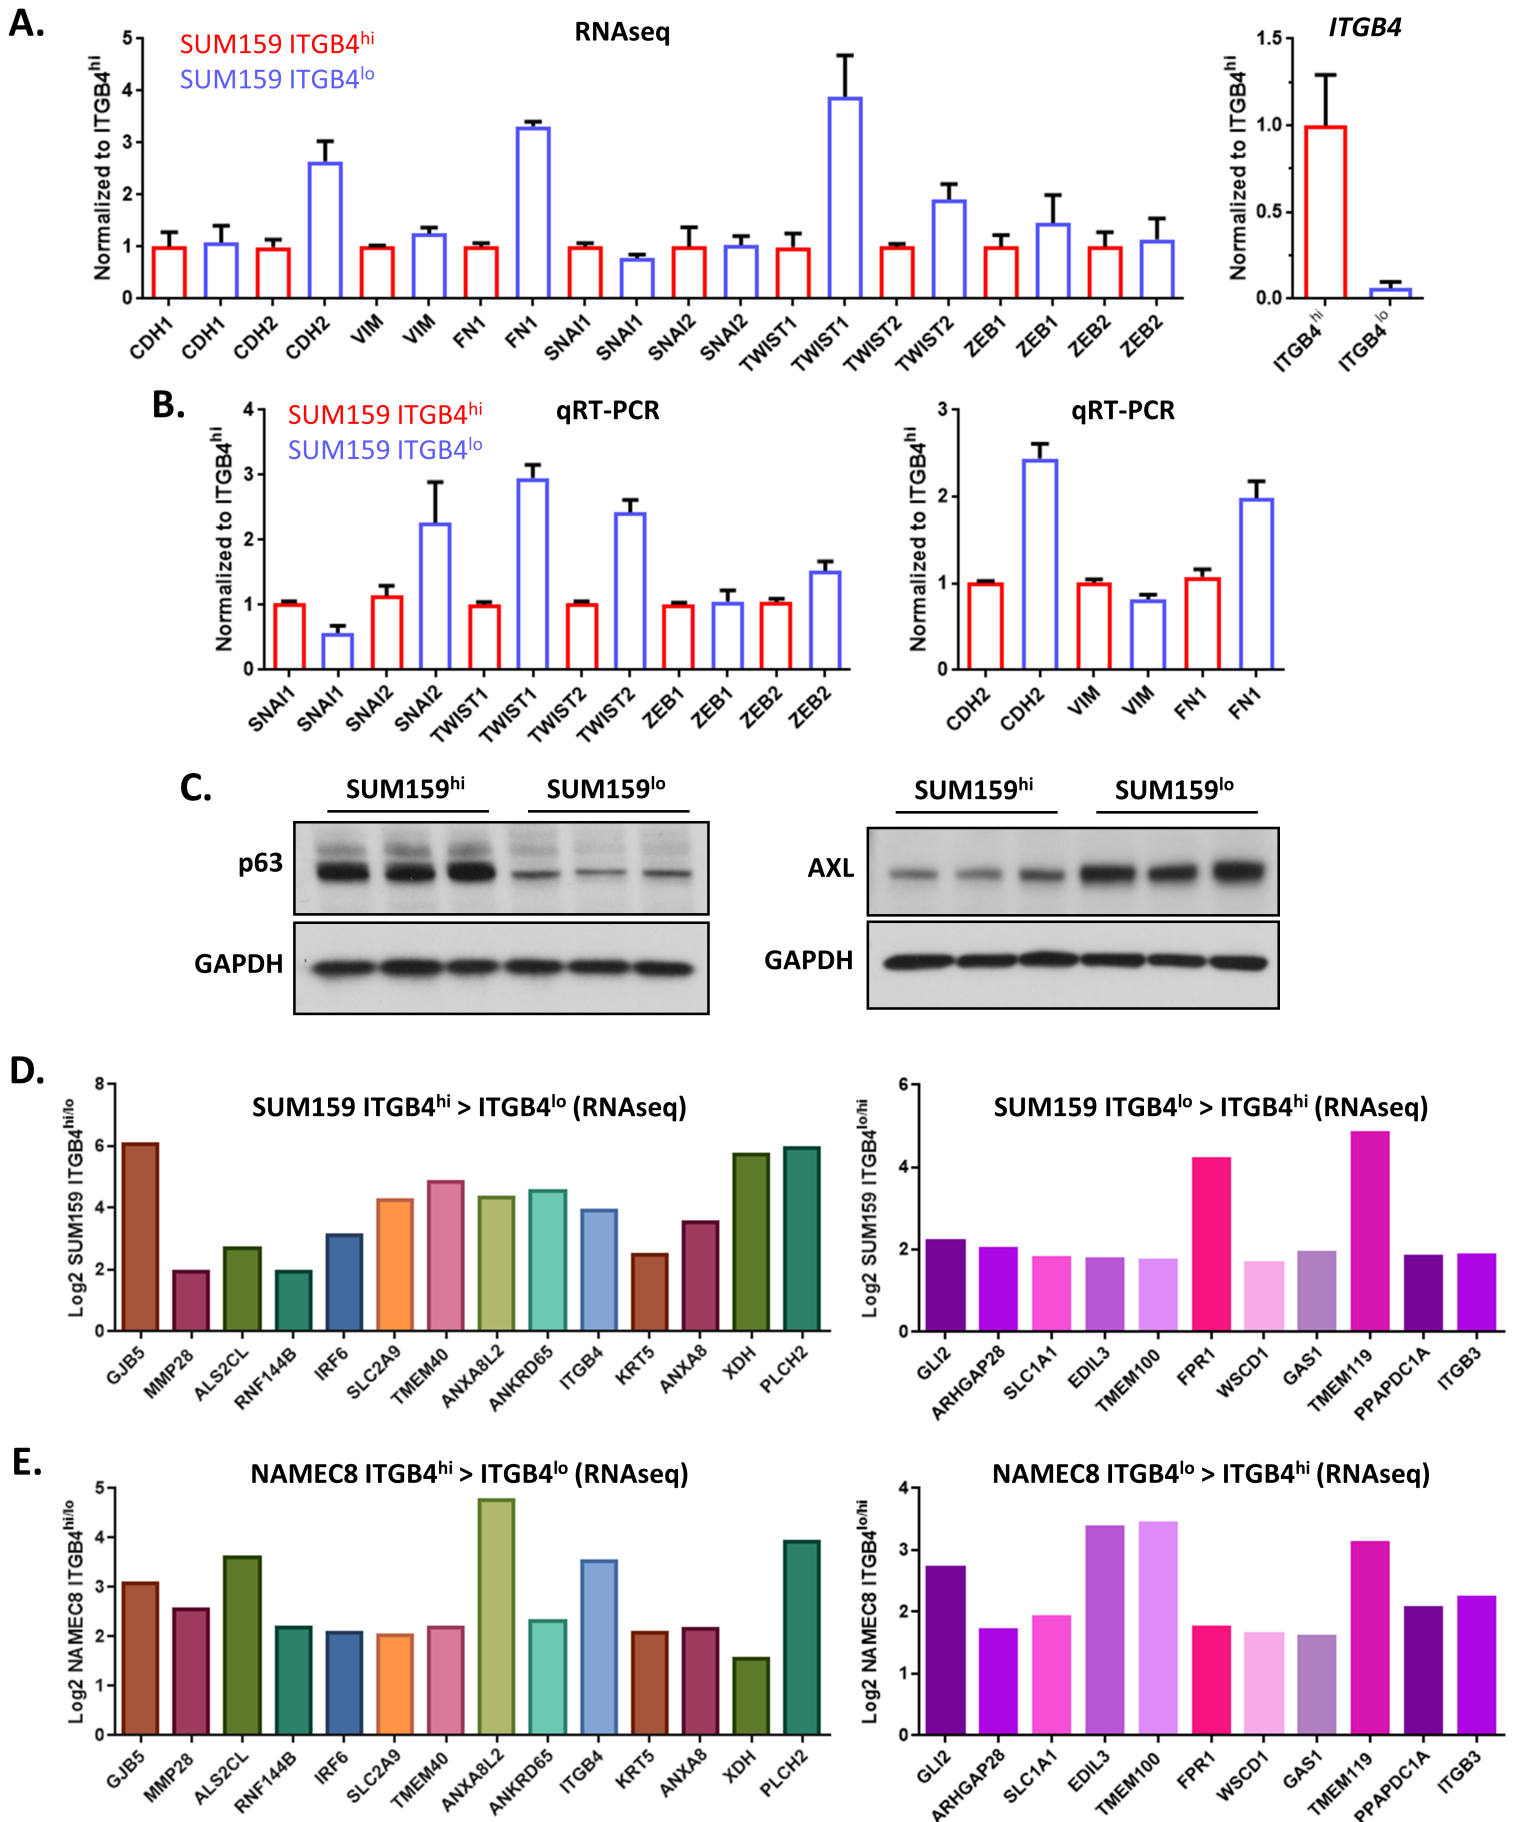 A.
RNAseq
SUM159 ITGB4hi
SUM159 ITGB4lo
Normalized to ITGB4hi
5
4
3
2
1
0
CDH1 CDH1 CDH2 CDH2 VIM VIM FN1 FN1 SNAI1 SNAI1 SNAI2 SNAI2 TWIST1 TWIST1 TWIST2 TWIST2 ZEB1 ZEB1 ZEB2 ZEB2
ITGB4
Normalized to ITGB4hi
1.5
1.0
0.5
0.0
ITGB4hi ITGB4lo
B.
qRT-PCR
SUM159 ITGB4hi
SUM159 ITGB4lo
Normalized to ITGB4hi
4
3
2
1
0
SNAI1 SNAI1 SNAI2 SNAI2 TWIST1 TWIST1 TWIST2 TWIST2 ZEB1 ZEB1 ZEB2 ZEB2
qRT-PCR
Normalized to ITGB4hi
3
2
1
0
CDH2 CDH2 VIM VIM FN1 FN1
C.
SUM159hi SUM159lo
p63
GAPDH
SUM159hi SUM159lo
AXL
GAPDH
D.
SUM159 ITGB4hi > ITGB4lo (RNAseq)
Log2 SUM159 ITGB4hi/lo
8
6
4
2
0
GJB5 MMP28 ALS2CL RNF144B IRF6 SLC2A9 TMEM40 ANXA8L2 ANKRD65 ITGB4 KRT5 ANXA8 XDH PLCH2
SUM159 ITGB4lo > ITGB4hi (RNAseq)
Log2 SUM159 ITGB4lo/hi
6
4
2
0
GLI2 ARHGAP28 SLC1A1 EDIL3 TMEM100 FPR1 WSCD1 GAS1 TMEM119 PPAPDC1A ITGB3
E.
NAMEC8 ITGB4hi > ITGB4lo (RNAseq)
Log2 NAMEC8 ITGB4hi/lo
5
4
3
2
1
0
GJB5 MMP28 ALS2CL RNF144B IRF6 SLC2A9 TMEM40 ANXA8L2 ANKRD65 ITGB4 KRT5 ANXA8 XDH PLCH2
NAMEC8 ITGB4lo > ITGB4hi (RNAseq)
Log2 NAMEC8 ITGB4lo/hi
4
3
2
1
0
GLI2 ARHGAP28 SLC1A1 EDIL3 TMEM100 FPR1 WSCD1 GAS1 TMEM119 PPAPDC1A ITGB3